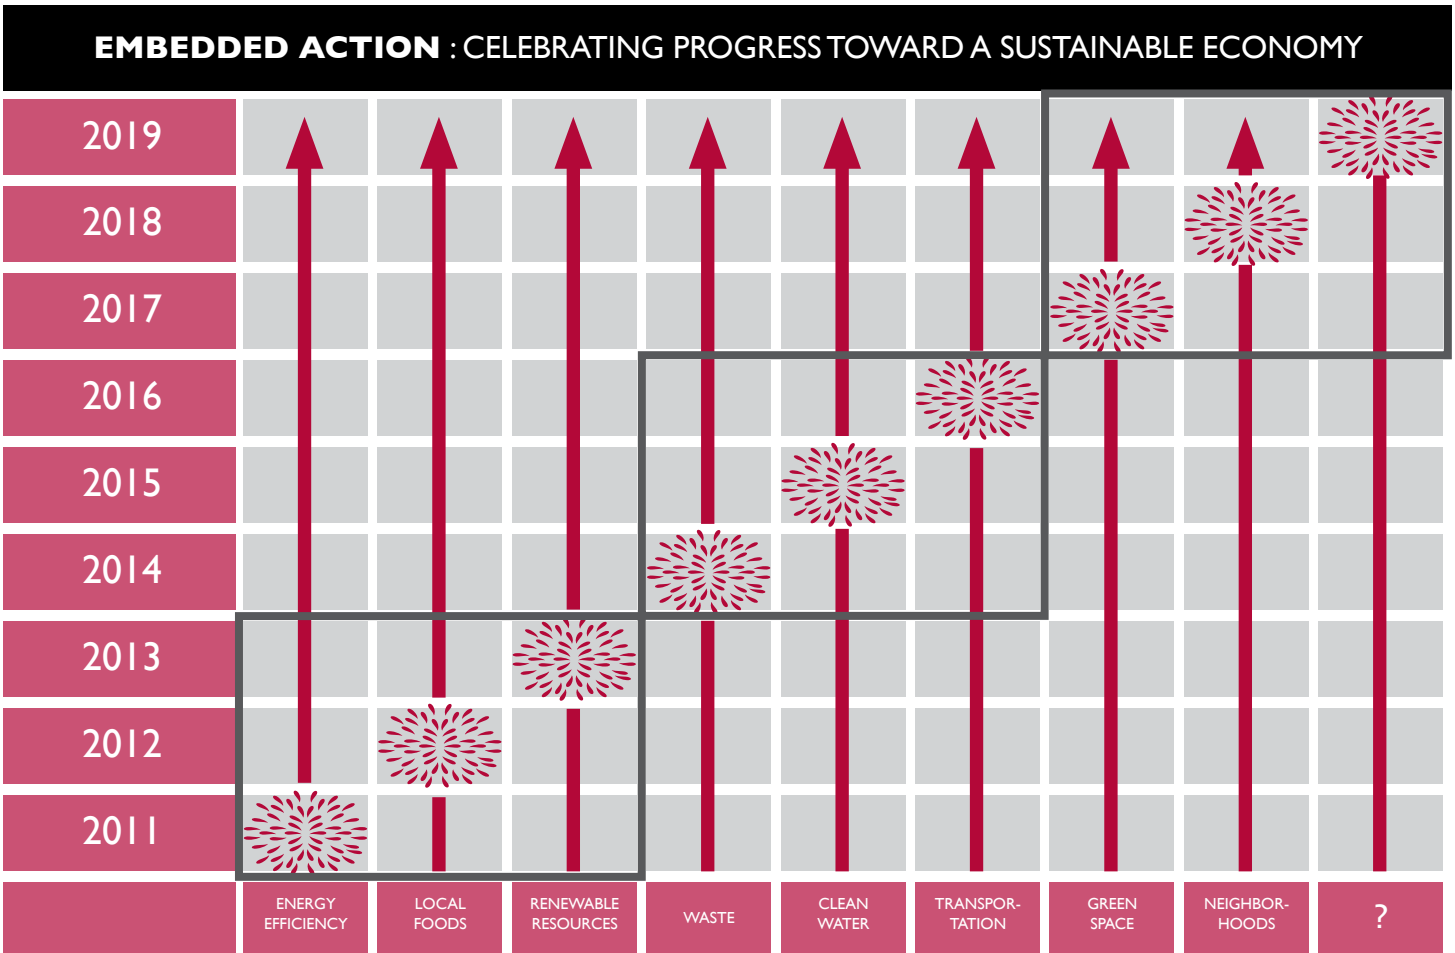 EMBEDDED ACTION : CELEBRATING PROGRESS TOWARD A SUSTAINABLE ECONOMY
2019
2018
2017
2016
2015
2014
2013
2012
2011
ENERGY
EFFICIENCY
LOCAL
FOODS
RENEWABLE
RESOURCES
WASTE
CLEAN
WATER
TRANSPOR-
TATION
GREEN
SPACE
NEIGHBOR-
HOODS
?